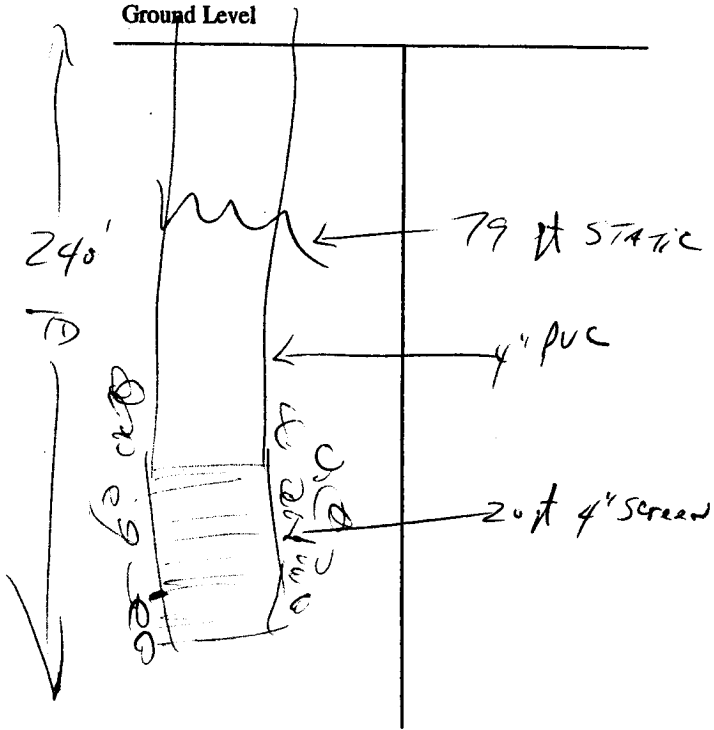 Ground Level
79 ft STATIC
240'
TD
4" PVC
20 ft 4" Screen